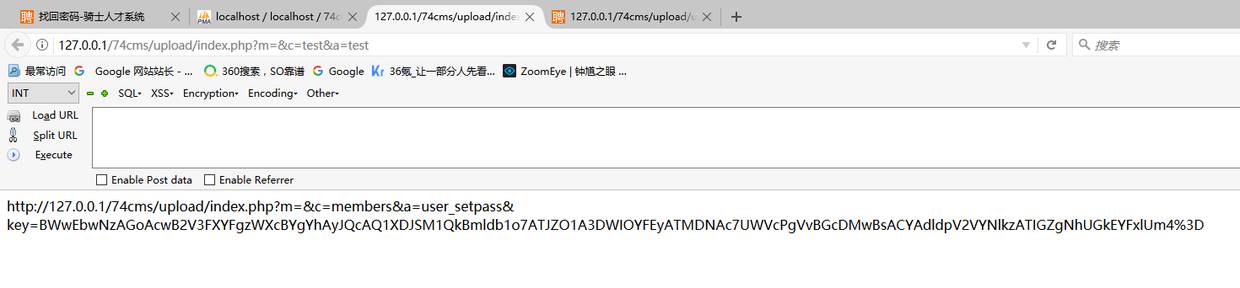 找回密码-骑士人才系统
localhost / localhost / 74c
127.0.0.1/74cms/upload/index
127.0.0.1/74cms/upload/u
127.0.0.1/74cms/upload/index.php?m=&c=test&a=test
搜索
最常访问 Google 网站站长 - ... 360搜索，SO靠谱 Google 36氪_让一部分人先看... ZoomEye | 钟馗之眼 ...
INT SQL XSS Encryption Encoding Other
Load URL
Split URL
Execute
Enable Post data Enable Referrer
http://127.0.0.1/74cms/upload/index.php?m=&c=members&a=user_setpass&
key=BWwEbwNzAGoAcwB2V3FXYFgzWXcBYgYhAyJQcAQ1XDJSM1QkBmldb1o7ATJZO1A3DWIOYFEyATMDNAc7UWVcPgVvBGcDMwBsACYAdldpV2VYNlkzATIGZgNhUGkEYFxlUm4%3D